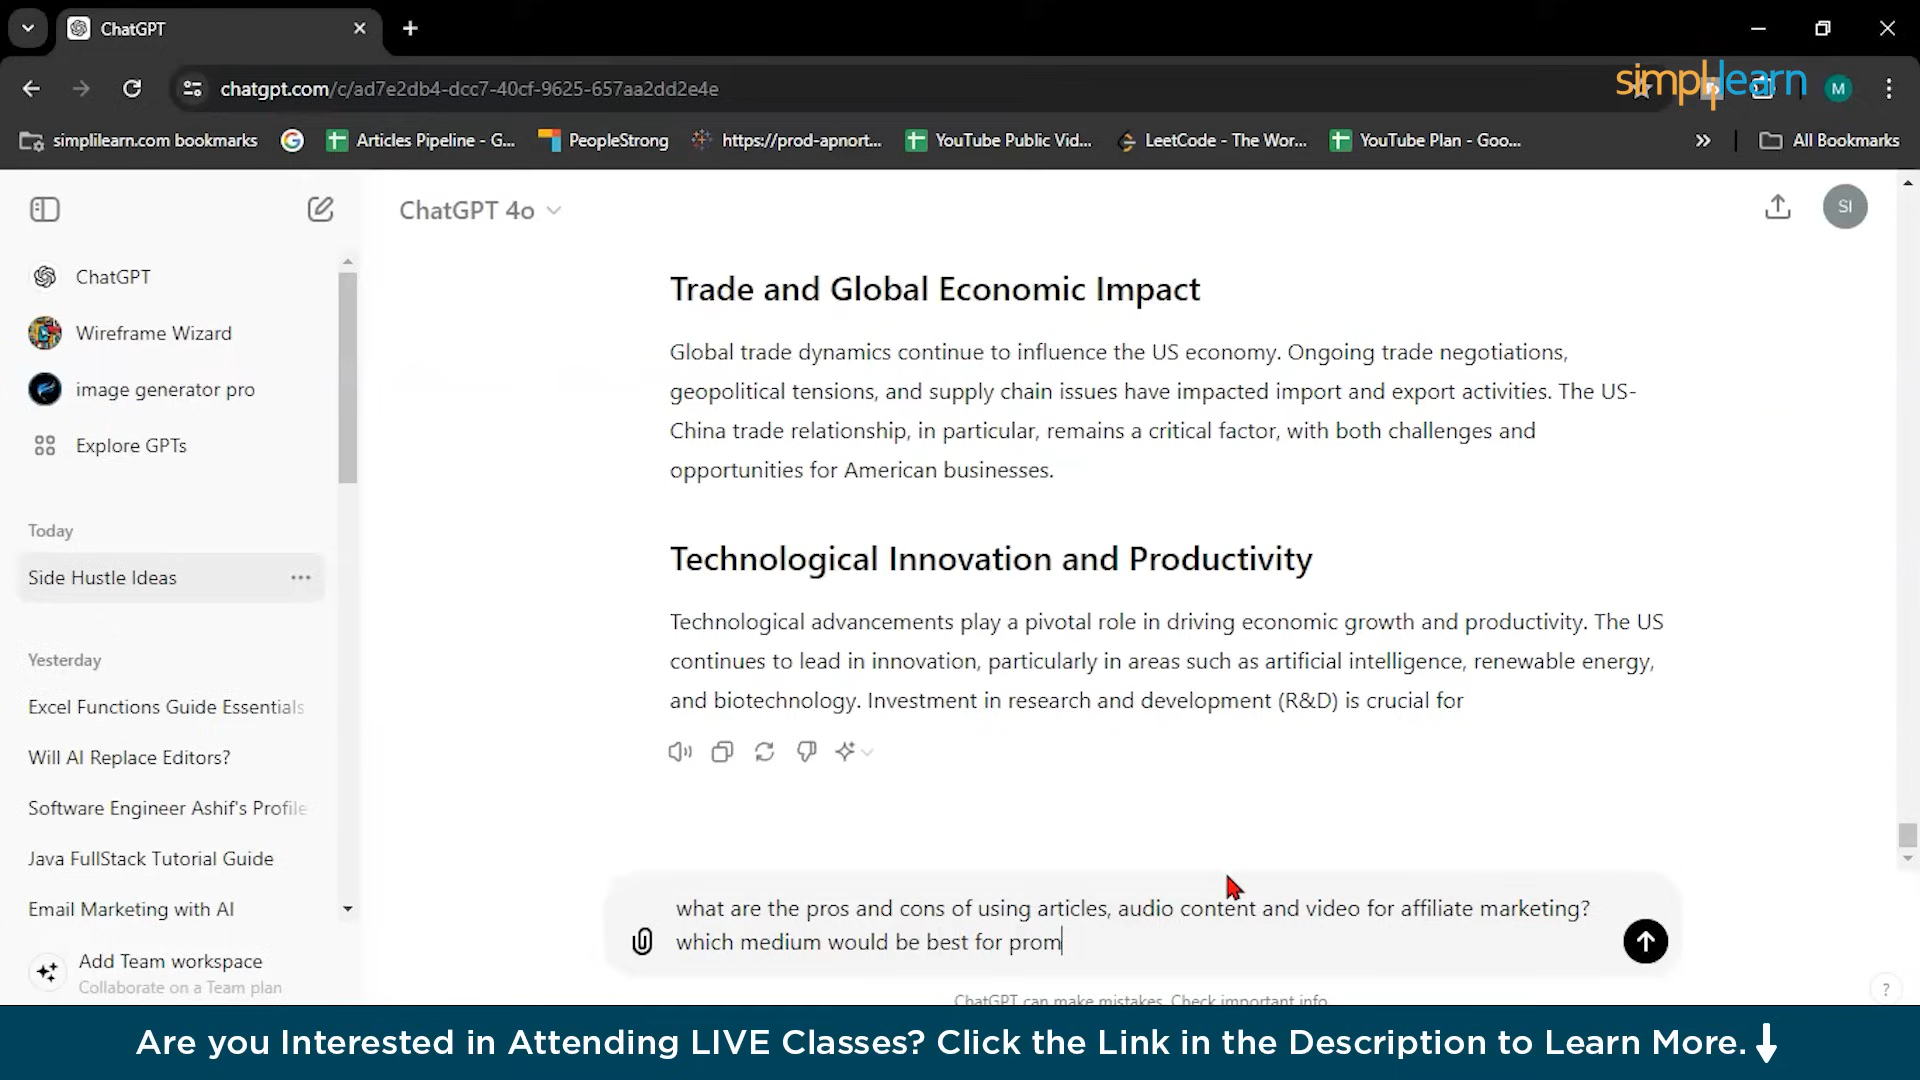 ChatGPT
chatgpt.com/c/ad7e2db4-dcc7-40cf-9625-657aa2dd2e4e
simplilearn
M
simplilearn.com bookmarks
Articles Pipeline - G...
PeopleStrong
https://prod-apnort...
YouTube Public Vid...
LeetCode - The Wor...
YouTube Plan - Goo...
All Bookmarks
ChatGPT 4o
SI
ChatGPT
Wireframe Wizard
image generator pro
Explore GPTs
Today
Side Hustle Ideas
Yesterday
Excel Functions Guide Essentials
Will AI Replace Editors?
Software Engineer Ashif's Profile
Java FullStack Tutorial Guide
Email Marketing with AI
Add Team workspace
Collaborate on a Team plan
Trade and Global Economic Impact
Global trade dynamics continue to influence the US economy. Ongoing trade negotiations,
geopolitical tensions, and supply chain issues have impacted import and export activities. The US-
China trade relationship, in particular, remains a critical factor, with both challenges and
opportunities for American businesses.
Technological Innovation and Productivity
Technological advancements play a pivotal role in driving economic growth and productivity. The US
continues to lead in innovation, particularly in areas such as artificial intelligence, renewable energy,
and biotechnology. Investment in research and development (R&D) is crucial for
what are the pros and cons of using articles, audio content and video for affiliate marketing?
which medium would be best for prom
ChatGPT can make mistakes. Check important info.
?
Are you Interested in Attending LIVE Classes? Click the Link in the Description to Learn More.